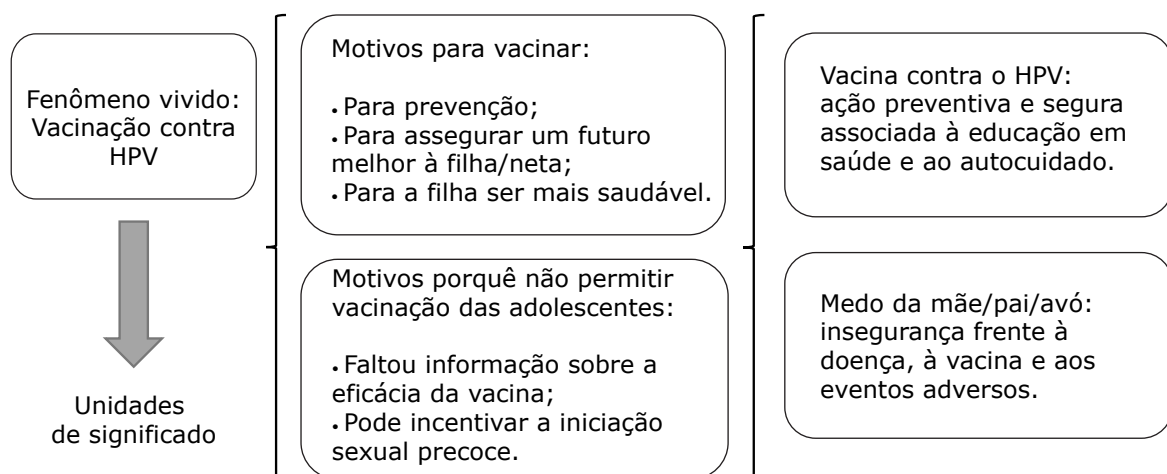 Fenômeno vivido:
Vacinação contra
HPV
Unidades
de significado
Motivos para vacinar:
• Para prevenção;
• Para assegurar um futuro
melhor à filha/neta;
• Para a filha ser mais saudável.
Motivos porquê não permitir
vacinação das adolescentes:
• Faltou informação sobre a
eficácia da vacina;
• Pode incentivar a iniciação
sexual precoce.
Vacina contra o HPV:
ação preventiva e segura
associada à educação em
saúde e ao autocuidado.
Medo da mãe/pai/avó:
insegurança frente à
doença, à vacina e aos
eventos adversos.